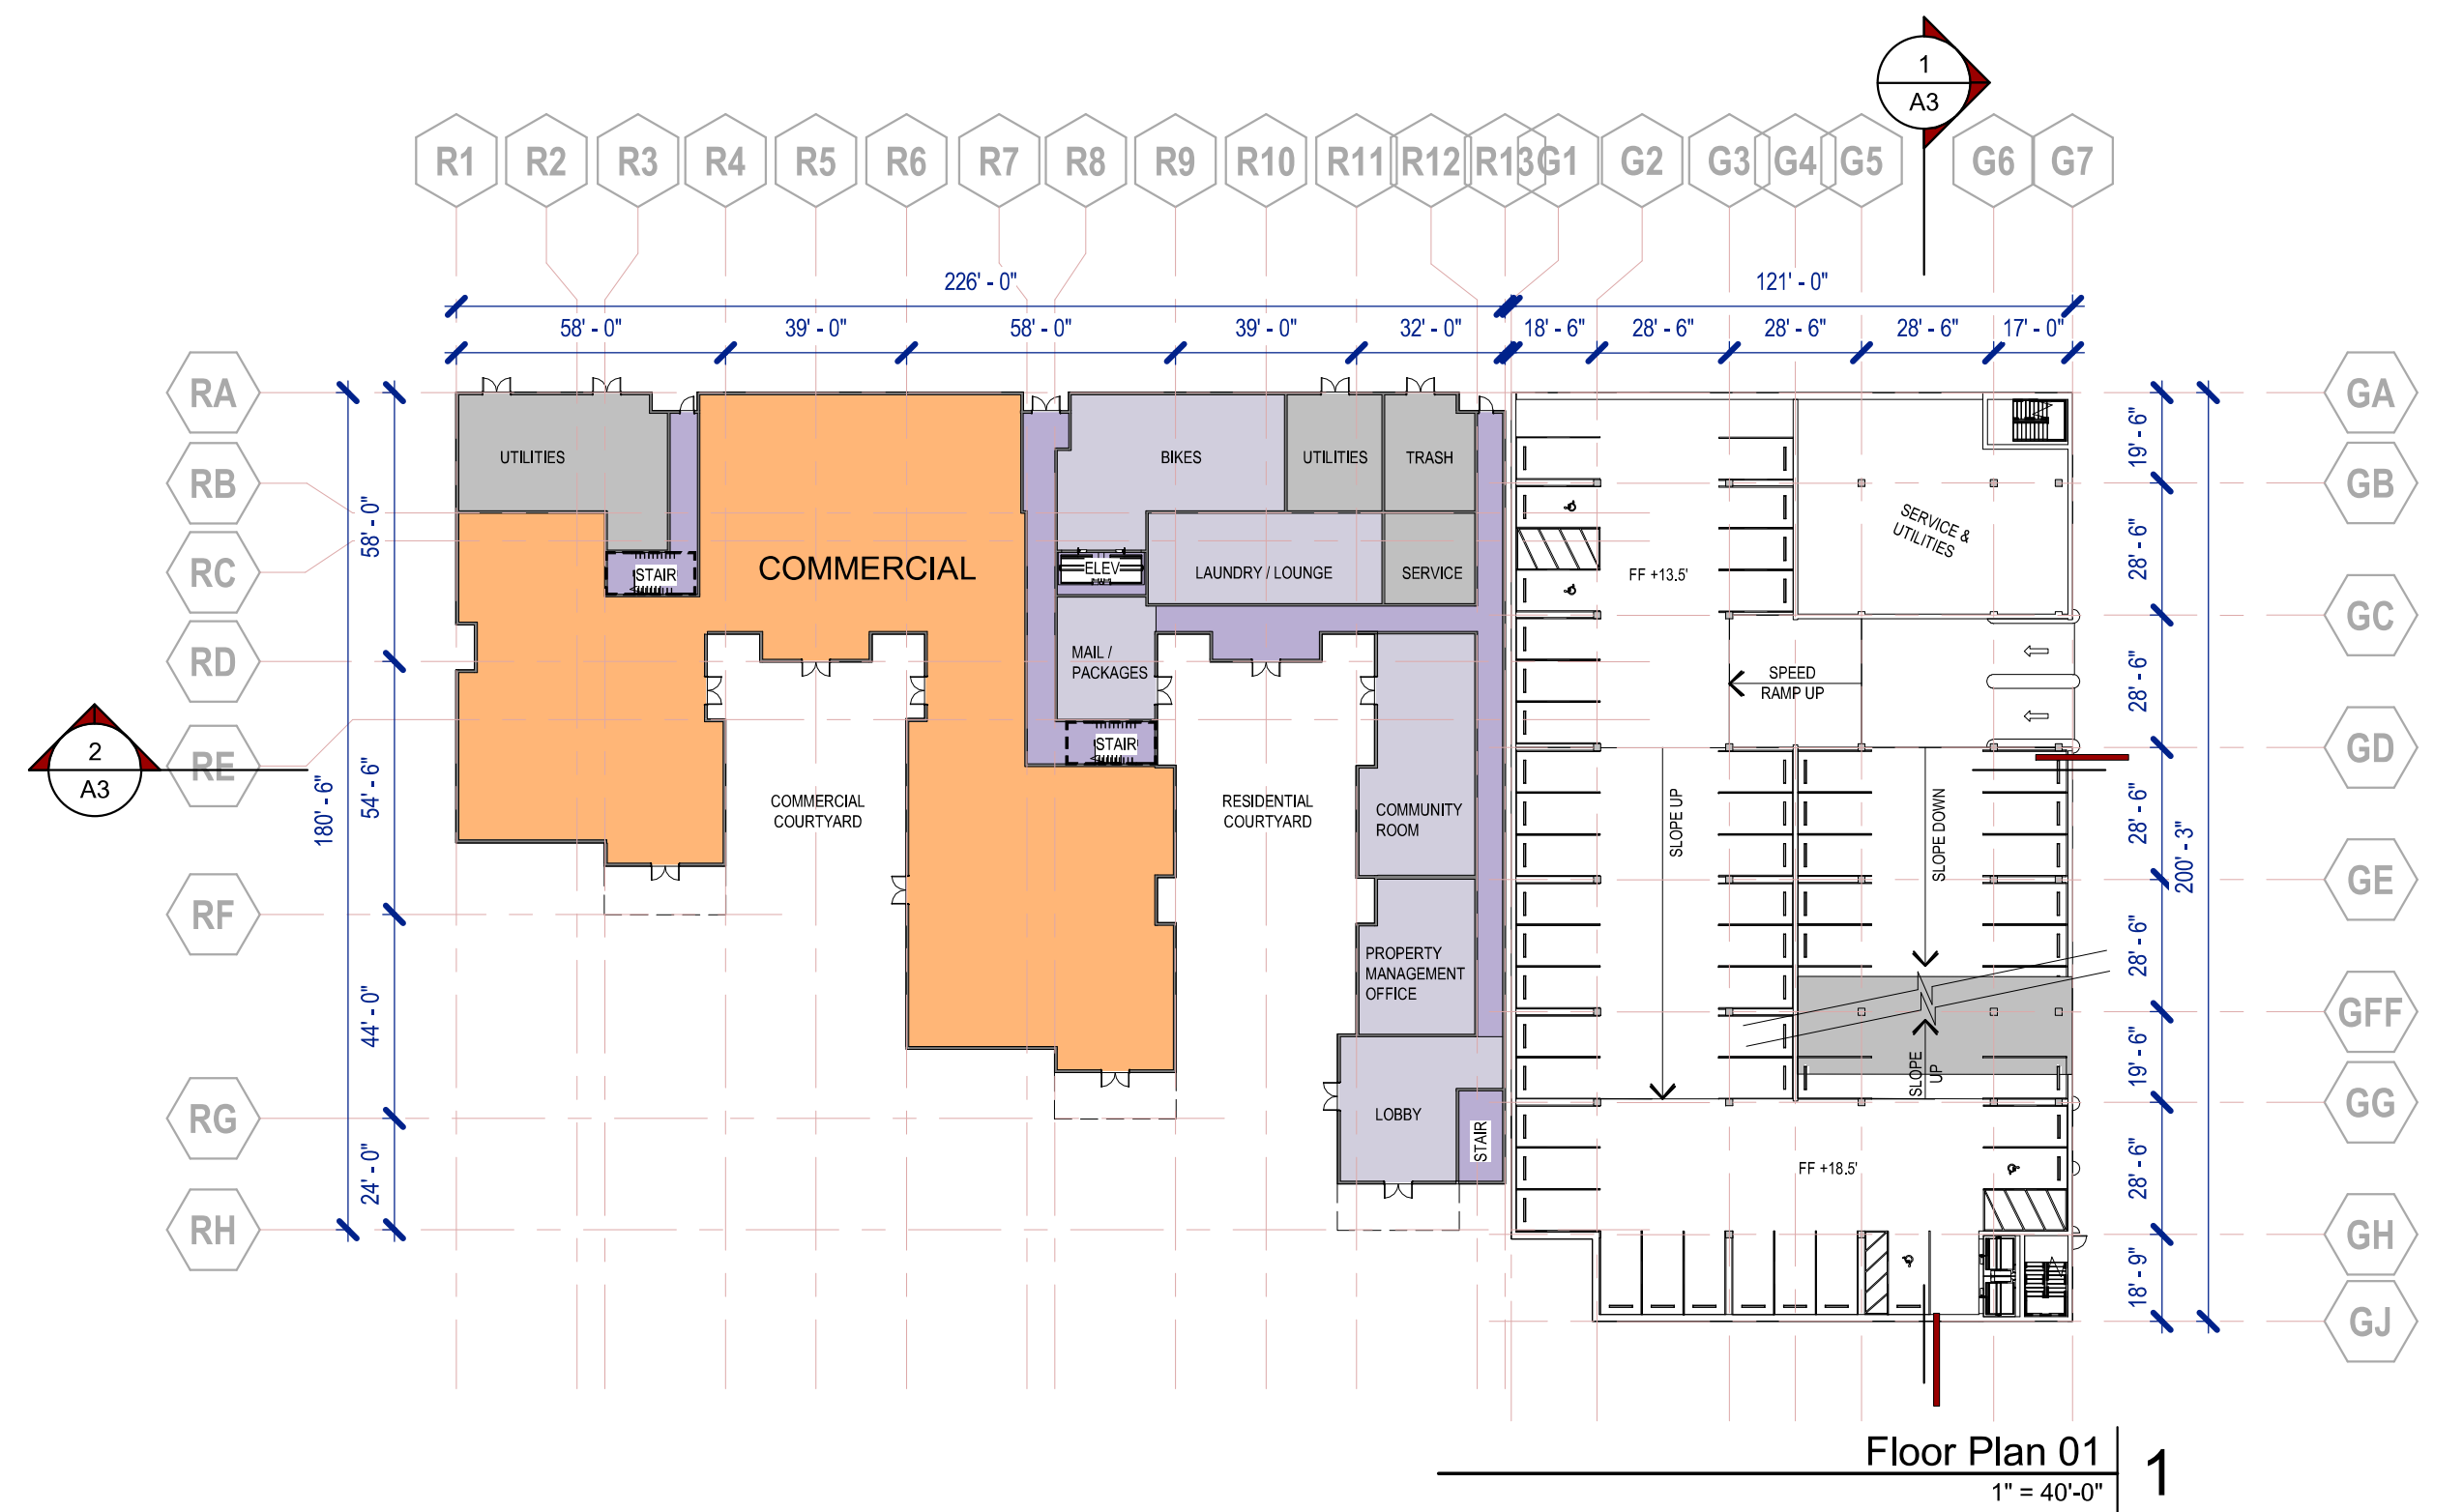 1
A3
R1 R2 R3 R4 R5 R6 R7 R8 R9 R10 R11 R12 R13 G1 G2 G3 G4 G5 G6 G7
226' - 0" 121' - 0"
58' - 0" 39' - 0" 58' - 0" 39' - 0" 32' - 0" 18' - 6" 28' - 6" 28' - 6" 28' - 6" 17' - 0"
RA
RB
RC
RD
RE
RF
RG
RH
2
A3
180' - 6"
58' - 0"
54' - 6"
44' - 0"
24' - 0"
UTILITIES
STAIR
COMMERCIAL
COMMERCIAL
COURTYARD
BIKES
UTILITIES
TRASH
ELEV
LAUNDRY / LOUNGE
SERVICE
MAIL /
PACKAGES
STAIR
RESIDENTIAL
COURTYARD
COMMUNITY
ROOM
PROPERTY
MANAGEMENT
OFFICE
LOBBY
STAIR
SERVICE &
UTILITIES
FF +13.5'
SPEED
RAMP UP
SLOPE UP
SLOPE DOWN
SLOPE
UP
FF +18.5'
19' - 6"
28' - 6"
28' - 6"
28' - 6"
28' - 6"
19' - 6"
28' - 6"
18' - 9"
200' - 3"
GA
GB
GC
GD
GE
GFF
GG
GH
GJ
Floor Plan 01
1" = 40'-0"
1